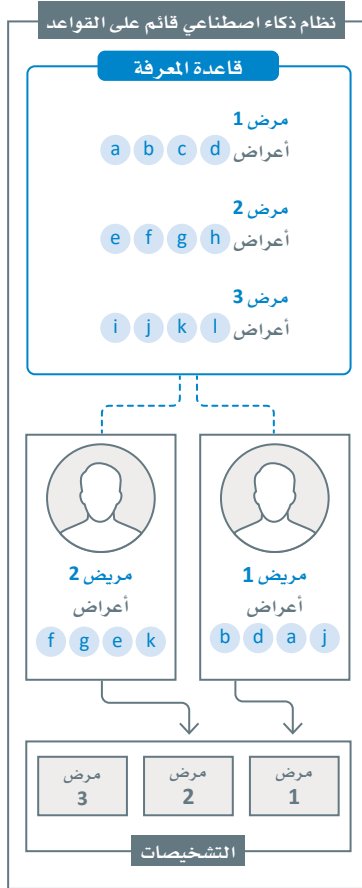 نظام ذكاء اصطناعي قائم على القواعد
قاعدة المعرفة
مرض 1
أعراض d c b a
مرض 2
أعراض h g f e
مرض 3
أعراض l k j i
مريض 1
أعراض
j a d b
مريض 2
أعراض
k e g f
مرض 1
مرض 2
مرض 3
التشخيصات